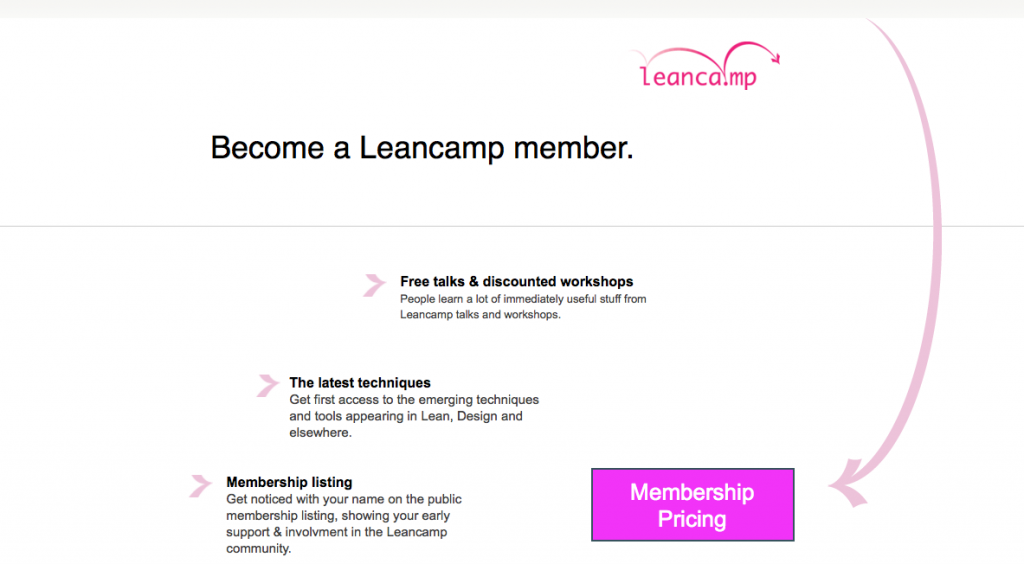 leanca.mp
Become a Leancamp member.
Free talks & discounted workshops
People learn a lot of immediately useful stuff from
Leancamp talks and workshops.
The latest techniques
Get first access to the emerging techniques
and tools appearing in Lean, Design and
elsewhere.
Membership listing
Get noticed with your name on the public
membership listing, showing your early
support & involvment in the Leancamp
community.
Membership
Pricing